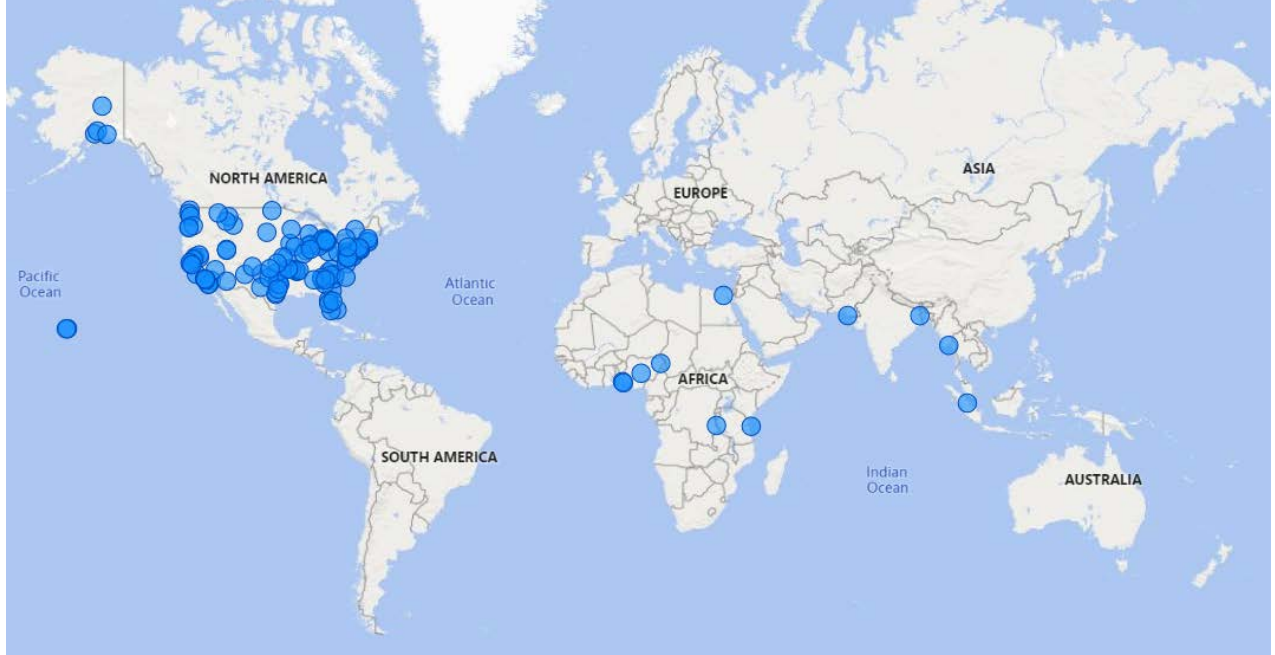 NORTH AMERICA
ASIA
EUROPE
Pacific
Ocean
Atlantic
Ocean
AFRICA
SOUTH AMERICA
Indian
Ocean
AUSTRALIA